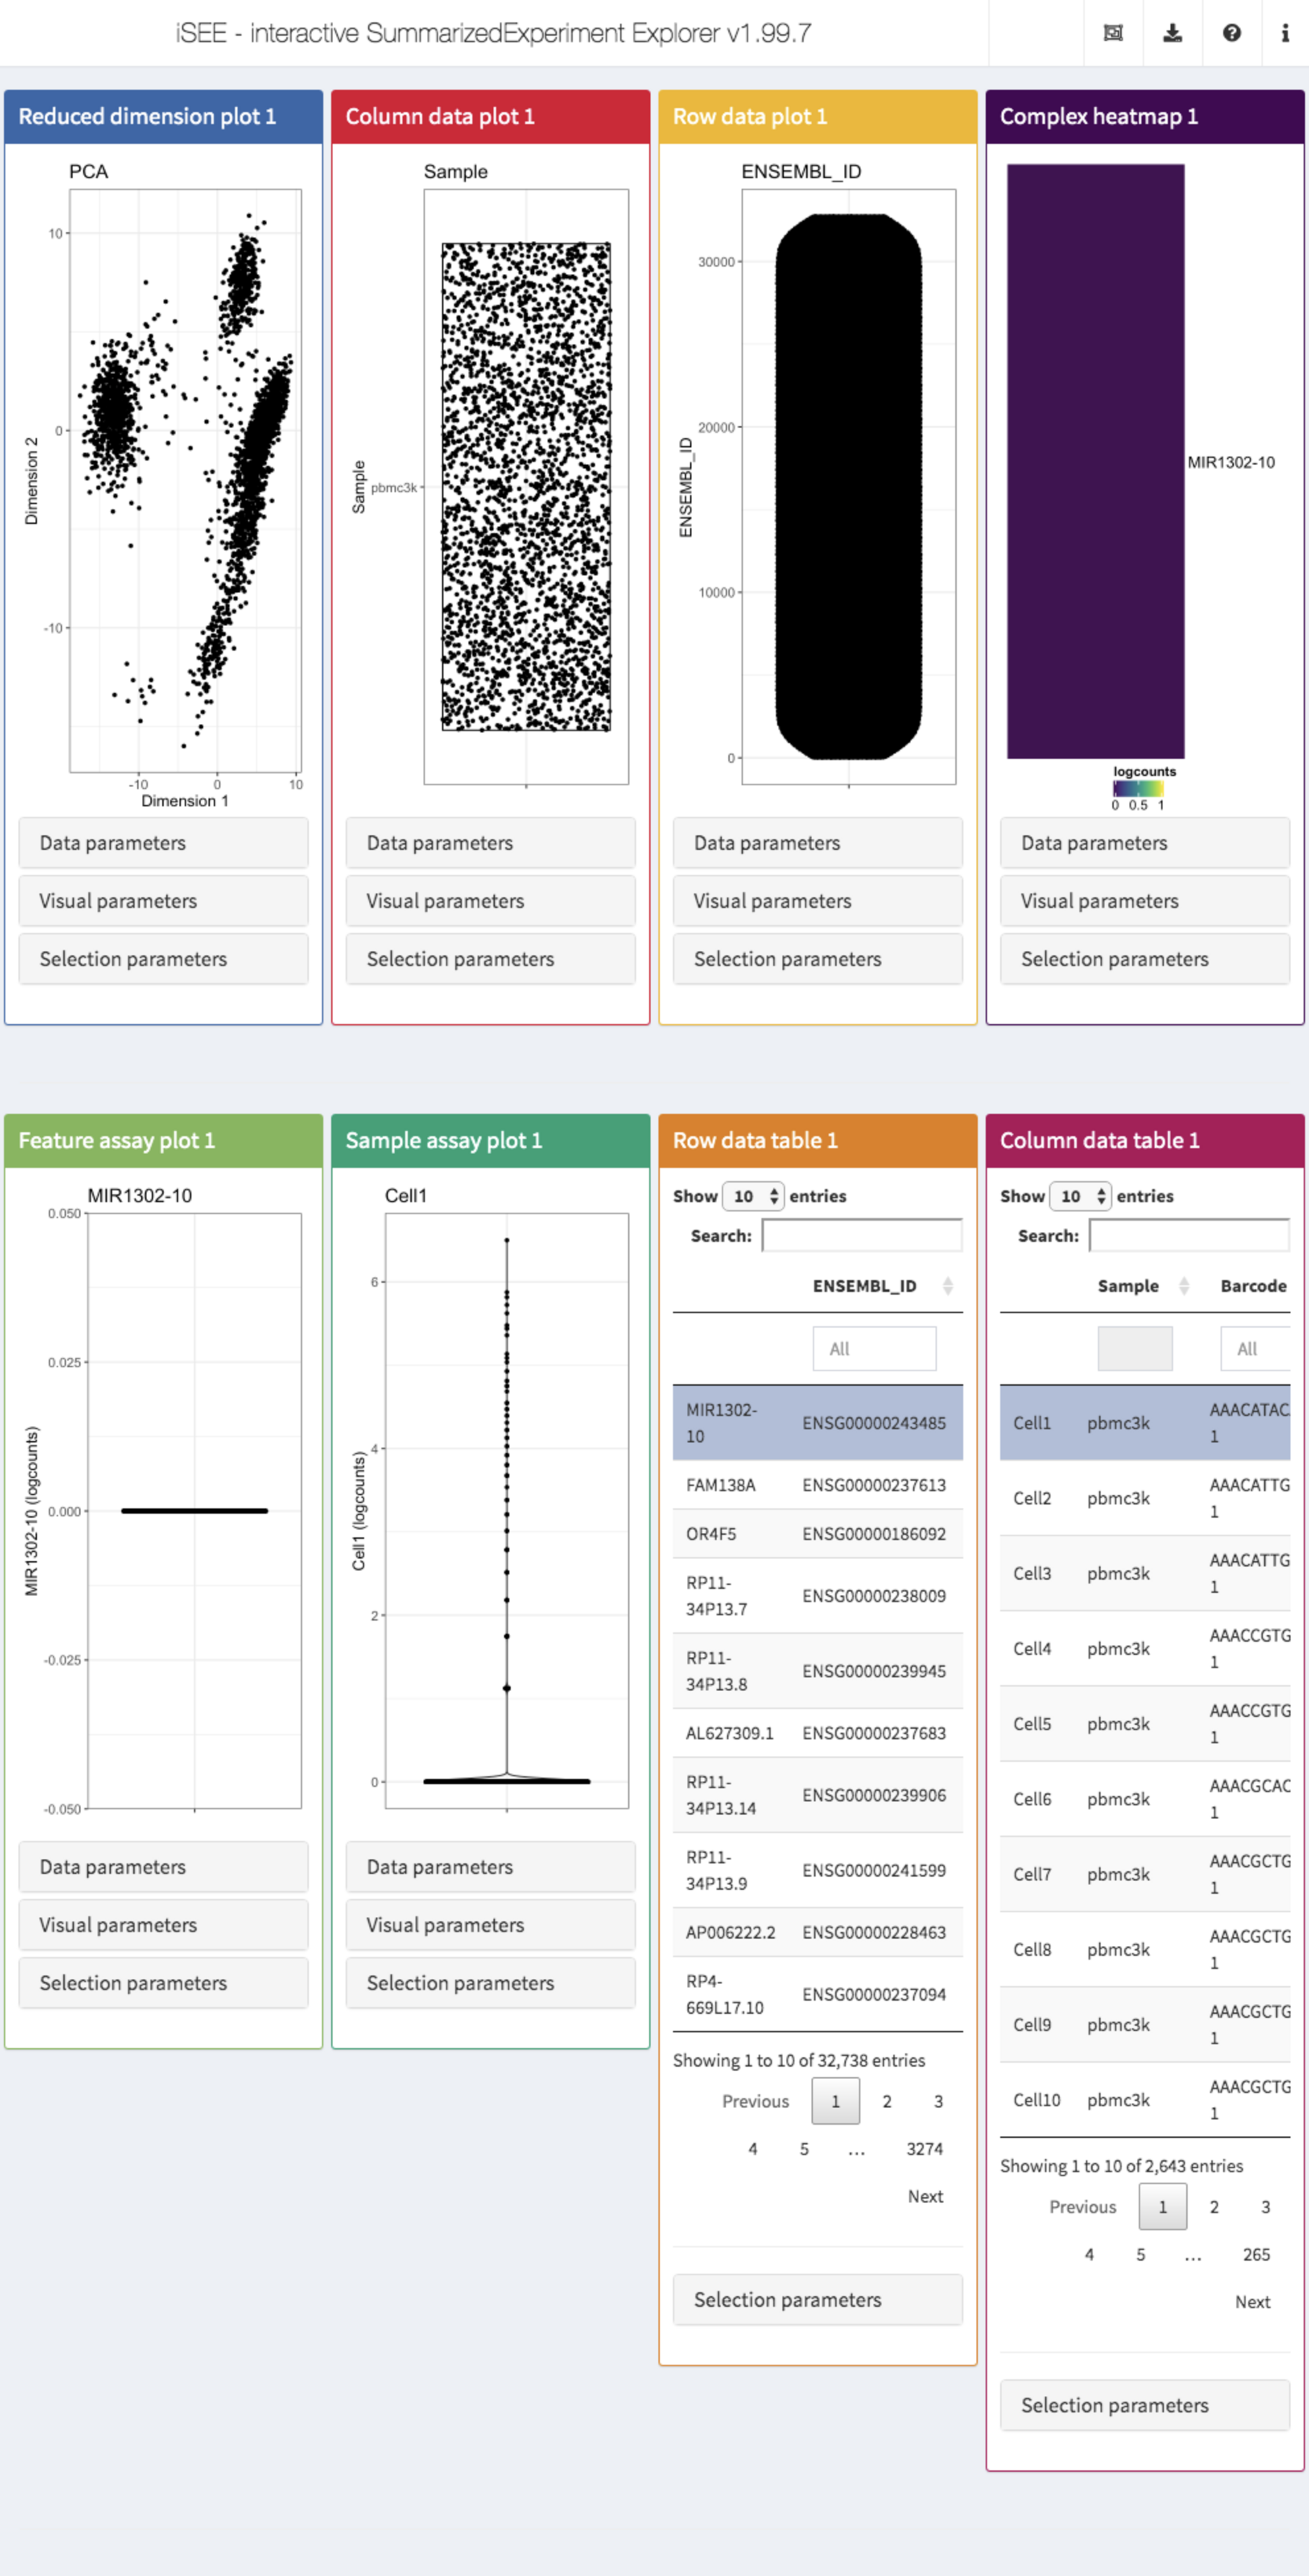 iSEE - interactive SummarizedExperiment Explorer v1.99.7
Reduced dimension plot 1
PCA
10
0
-10
Dimension 2
-10 0 10
Dimension 1
Data parameters
Visual parameters
Selection parameters
Column data plot 1
Sample
Sample
pbmc3k
Data parameters
Visual parameters
Selection parameters
Row data plot 1
ENSEMBL_ID
30000
20000
ENSEMBL_ID
10000
0
Data parameters
Visual parameters
Selection parameters
Complex heatmap 1
MIR1302-10
logcounts
0 0.5 1
Data parameters
Visual parameters
Selection parameters
Feature assay plot 1
MIR1302-10
0.050
0.025
0.000
-0.025
-0.050
MIR1302-10 (logcounts)
Data parameters
Visual parameters
Selection parameters
Sample assay plot 1
Cell1
6
4
2
0
Cell1 (logcounts)
Data parameters
Visual parameters
Selection parameters
Row data table 1
Show 10 entries
Search:
ENSEMBL_ID
All
MIR1302-
10 ENSG00000243485
FAM138A ENSG00000237613
OR4F5 ENSG00000186092
RP11-
34P13.7 ENSG00000238009
RP11-
34P13.8 ENSG00000239945
AL627309.1 ENSG00000237683
RP11-
34P13.14 ENSG00000239906
RP11-
34P13.9 ENSG00000241599
AP006222.2 ENSG00000228463
RP4-
669L17.10 ENSG00000237094
Showing 1 to 10 of 32,738 entries
Previous 1 2 3
4 5 ... 3274
Next
Selection parameters
Column data table 1
Show 10 entries
Search:
Sample Barcode
All
Cell1 pbmc3k AAACATAC
1
Cell2 pbmc3k AAACATTG
1
Cell3 pbmc3k AAACATTG
1
Cell4 pbmc3k AAACCGTG
1
Cell5 pbmc3k AAACCGTG
1
Cell6 pbmc3k AAACGCAC
1
Cell7 pbmc3k AAACGCTG
1
Cell8 pbmc3k AAACGCTG
1
Cell9 pbmc3k AAACGCTG
1
Cell10 pbmc3k AAACGCTG
1
Showing 1 to 10 of 2,643 entries
Previous 1 2 3
4 5 ... 265
Next
Selection parameters